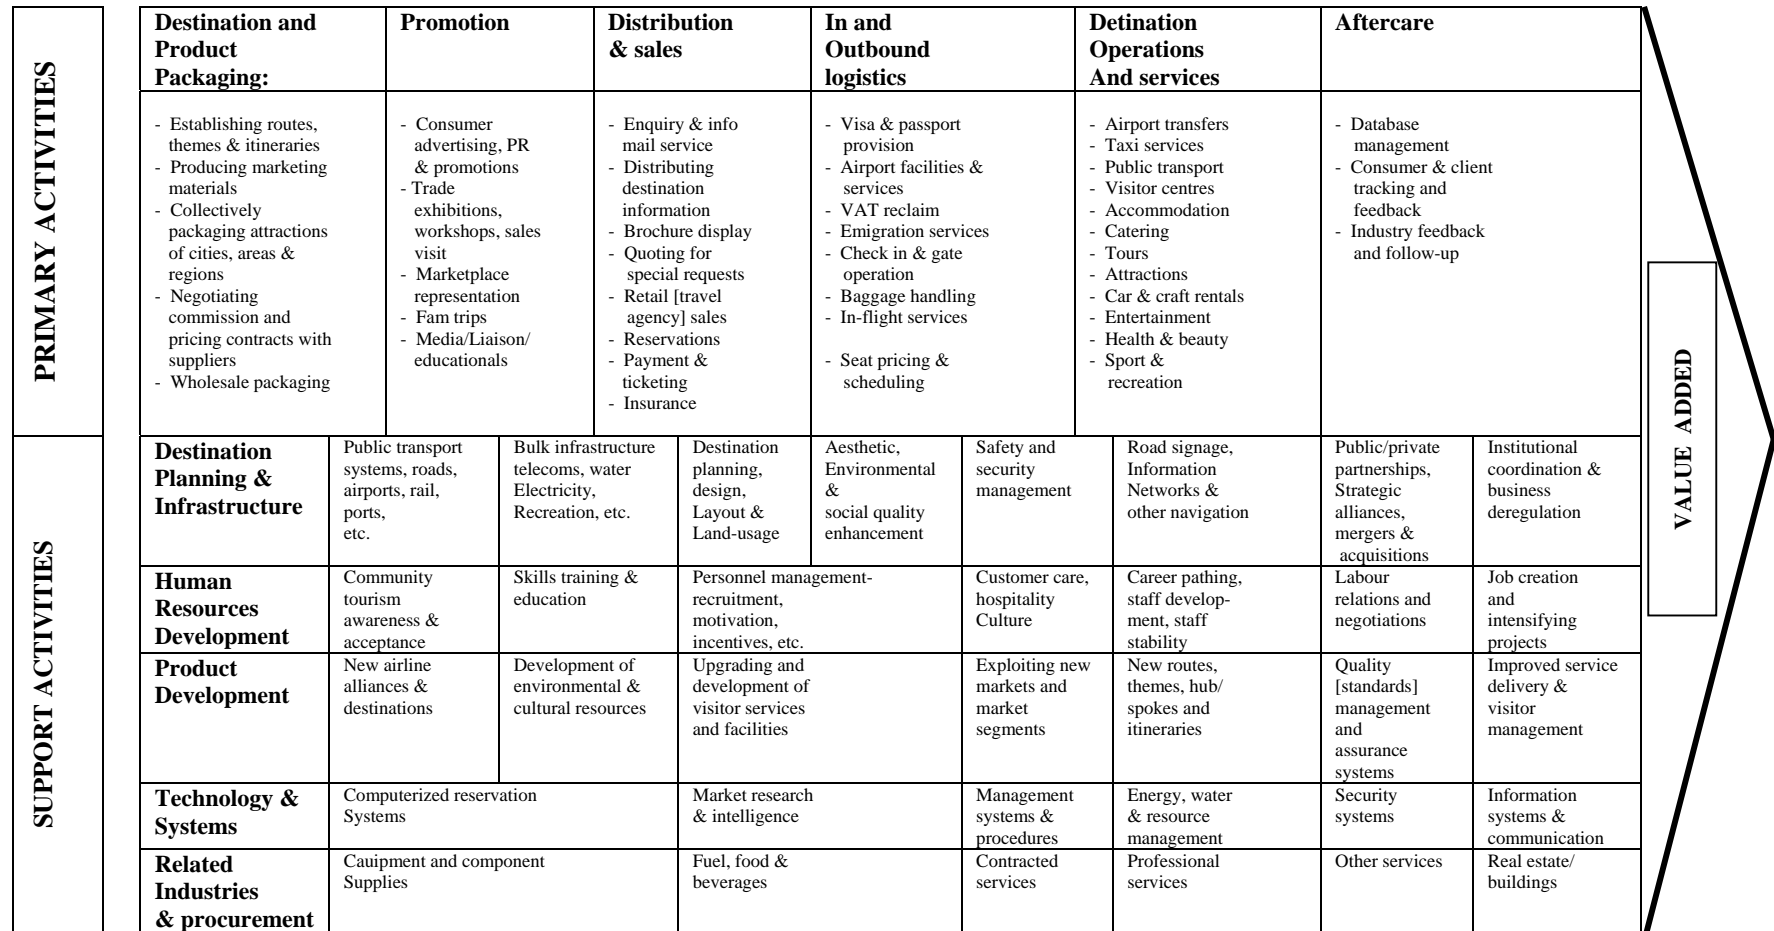 PRIMARY ACTIVITIES
Destination and
Product
Packaging:
Promotion
Distribution
& sales
In and
Outbound
logistics
Detination
Operations
And services
Aftercare
- Establishing routes,
themes & itineraries
- Producing marketing
materials
- Collectively
packaging attractions
of cities, areas &
regions
- Negotiating
commission and
pricing contracts with
suppliers
- Wholesale packaging
- Consumer
advertising, PR
& promotions
- Trade
exhibitions,
workshops, sales
visit
- Marketplace
representation
- Fam trips
- Media/Liaison/
educationals
- Enquiry & info
mail service
- Distributing
destination
information
- Brochure display
- Quoting for
special requests
- Retail [travel
agency] sales
- Reservations
- Payment &
ticketing
- Insurance
- Visa & passport
provision
- Airport facilities &
services
- VAT reclaim
- Emigration services
- Check in & gate
operation
- Baggage handling
- In-flight services
- Seat pricing &
scheduling
- Airport transfers
- Taxi services
- Public transport
- Visitor centres
- Accommodation
- Catering
- Tours
- Attractions
- Car & craft rentals
- Entertainment
- Health & beauty
- Sport &
recreation
- Database
management
- Consumer & client
tracking and
feedback
- Industry feedback
and follow-up
SUPPORT ACTIVITIES
Destination
Planning &
Infrastructure
Public transport
systems, roads,
airports, rail,
ports,
etc.
Bulk infrastructure
telecoms, water
Electricity,
Recreation, etc.
Destination
planning,
design,
Layout &
Land-usage
Aesthetic,
Environmental
&
social quality
enhancement
Safety and
security
management
Road signage,
Information
Networks &
other navigation
Public/private
partnerships,
Strategic
alliances,
mergers &
acquisitions
Institutional
coordination &
business
deregulation
Human
Resources
Development
Community
tourism
awareness &
acceptance
Skills training &
education
Personnel management-
recruitment,
motivation,
incentives, etc.
Customer care,
hospitality
Culture
Career pathing,
staff develop-
ment, staff
stability
Labour
relations and
negotiations
Job creation
and
intensifying
projects
Product
Development
New airline
alliances &
destinations
Development of
environmental &
cultural resources
Upgrading and
development of
visitor services
and facilities
Exploiting new
markets and
market
segments
New routes,
themes, hub/
spokes and
itineraries
Quality
[standards]
management
and
assurance
systems
Improved service
delivery &
visitor
management
Technology &
Systems
Computerized reservation
Systems
Market research
& intelligence
Management
systems &
procedures
Energy, water
& resource
management
Security
systems
Information
systems &
communication
Related
Industries
& procurement
Cauipment and component
Supplies
Fuel, food &
beverages
Contracted
services
Professional
services
Other services
Real estate/
buildings
VALUE ADDED